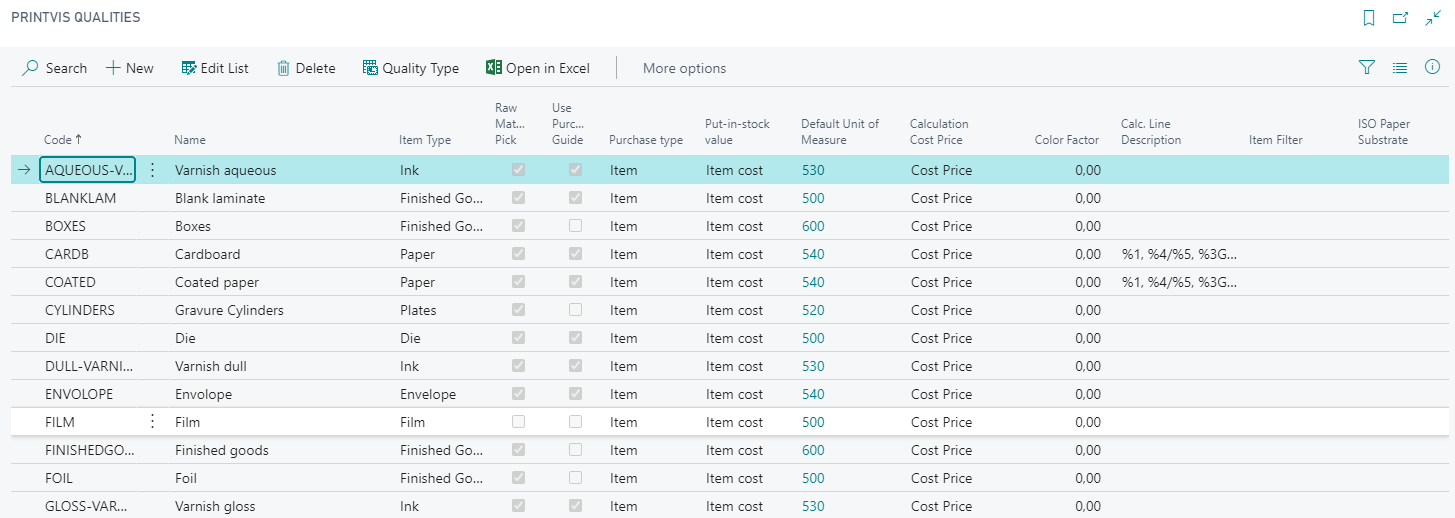 PRINTVIS QUALITIES
Search New Edit List Delete Quality Type Open in Excel More options
Code ↑ Name Item Type Raw Mat... Pick Use Purc... Guide Purchase type Put-in-stock value Default Unit of Measure Calculation Cost Price Color Factor Calc. Line Description Item Filter ISO Paper Substrate
AQUEOUS-V... Varnish aqueous Ink Item Item cost 530 Cost Price 0,00
BLANKLAM Blank laminate Finished Go... Item Item cost 500 Cost Price 0,00
BOXES Boxes Finished Go... Item Item cost 600 Cost Price 0,00
CARDB Cardboard Paper Item Item cost 540 Cost Price 0,00 %1, %4/%5, %3G...
COATED Coated paper Paper Item Item cost 540 Cost Price 0,00 %1, %4/%5, %3G...
CYLINDERS Gravure Cylinders Plates Item Item cost 520 Cost Price 0,00
DIE Die Die Item Item cost 500 Cost Price 0,00
DULL-VARNI... Varnish dull Ink Item Item cost 530 Cost Price 0,00
ENVOLOPE Envolope Envelope Item Item cost 540 Cost Price 0,00
FILM Film Film Item Item cost 500 Cost Price 0,00
FINISHEDGO... Finished goods Finished Go... Item Item cost 600 Cost Price 0,00
FOIL Foil Finished Go... Item Item cost 500 Cost Price 0,00
GLOSS-VAR... Varnish gloss Ink Item Item cost 530 Cost Price 0,00